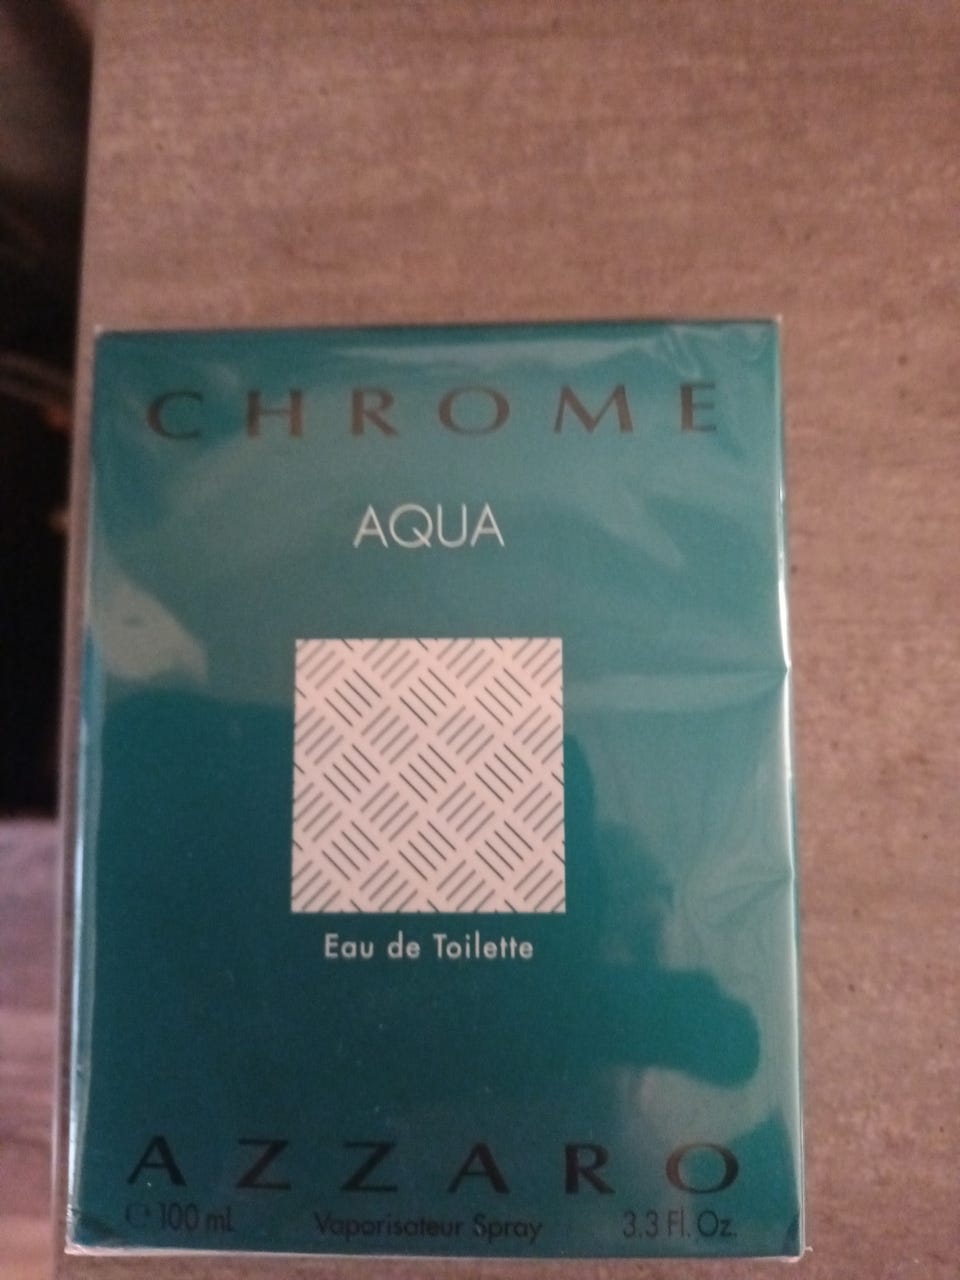 CHROME
AQUA
Eau de Toilette
AZZARO
℮ 100 ml Vaporisateur Spray 3.3 Fl. Oz.